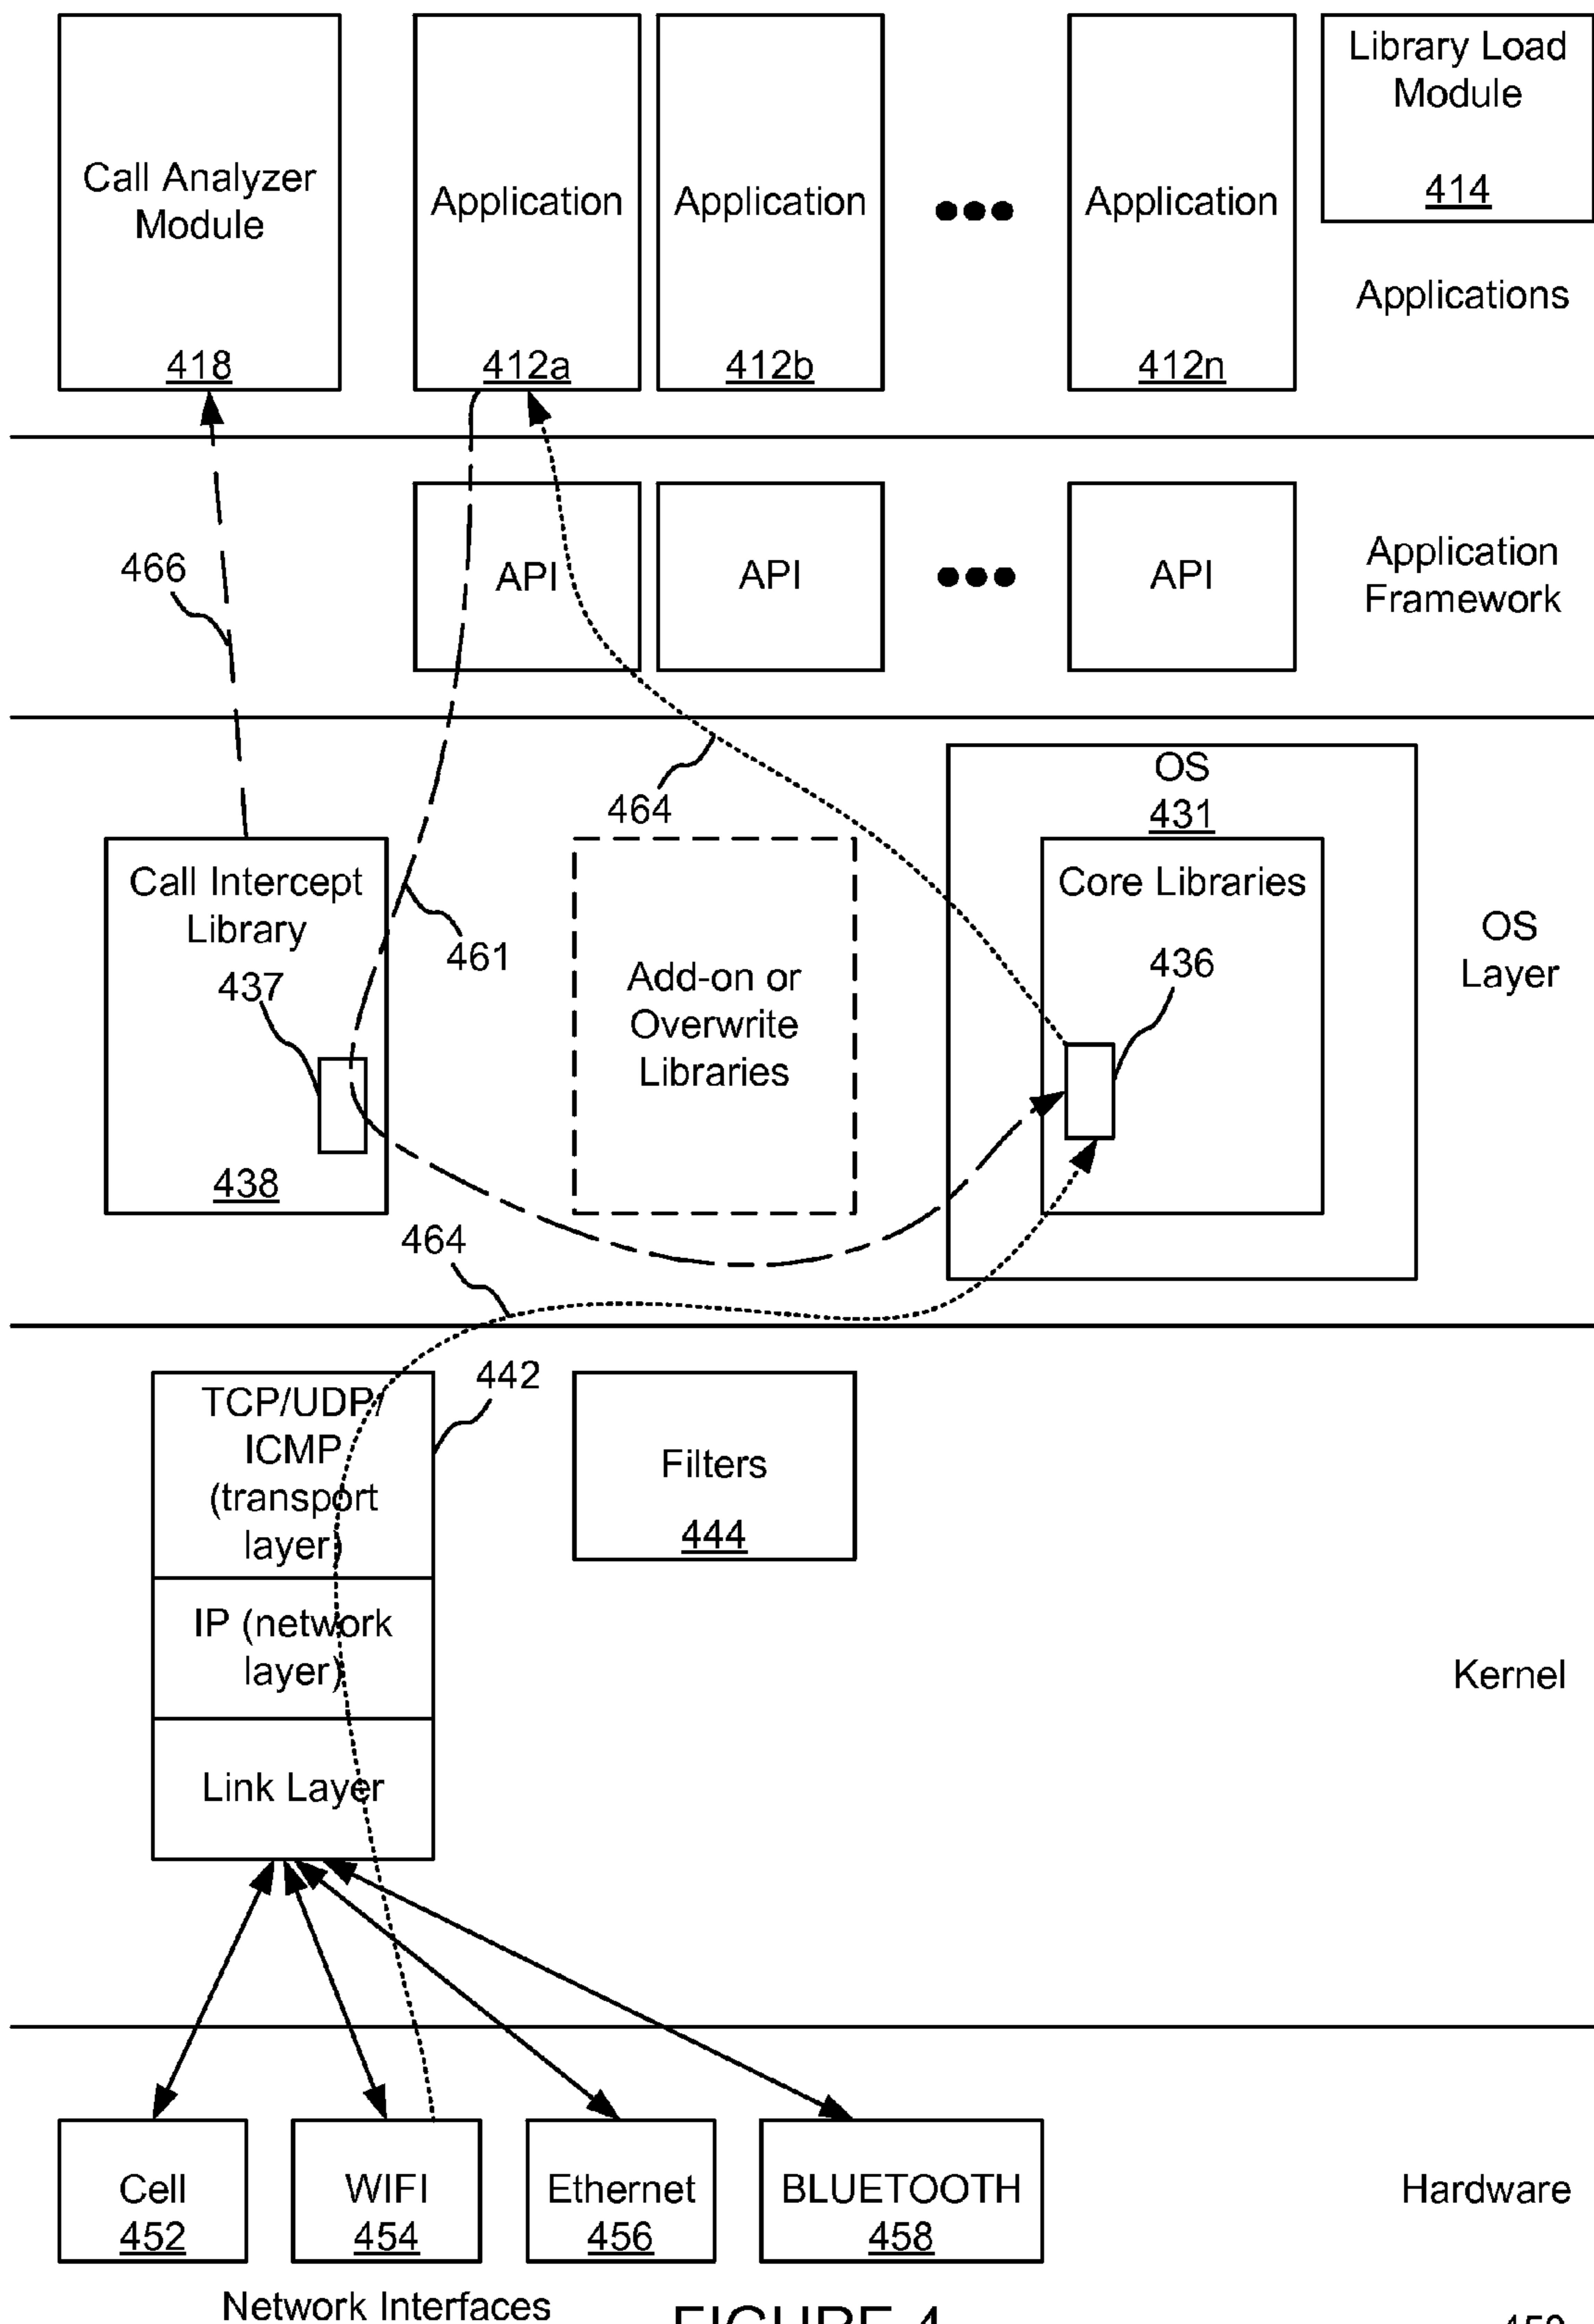 Library Load
Module
414
Call Analyzer
Module
418
Application
412a
Application
412b
Application
412n
Applications
466
API
API
API
Application
Framework
464
OS
431
Call Intercept
Library
437
438
461
Add-on or
Overwrite
Libraries
Core Libraries
436
OS
Layer
464
TCP/UDP/
ICMP
(transport
layer)
442
IP (network
layer)
Link Layer
Filters
444
Kernel
Cell
452
WIFI
454
Ethernet
456
BLUETOOTH
458
Hardware
Network Interfaces
FIGURE 4